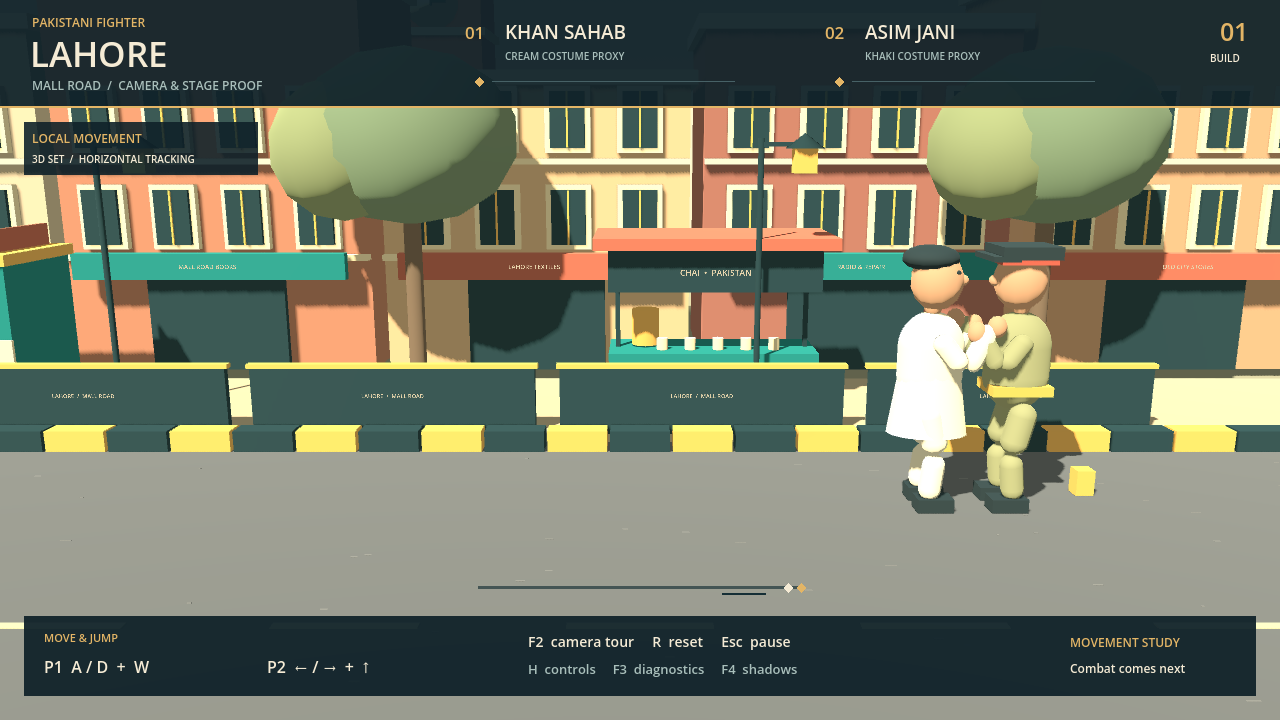 PAKISTANI FIGHTER
LAHORE
MALL ROAD / CAMERA & STAGE PROOF
01 KHAN SAHAB
CREAM COSTUME PROXY
02 ASIM JANI
KHAKI COSTUME PROXY
01
BUILD
LOCAL MOVEMENT
3D SET / HORIZONTAL TRACKING
MALL ROAD BOOKS
LAHORE TEXTILES
CHAI • PAKISTAN
RADIO & REPAIR
LAHORE / MALL ROAD
LAHORE / MALL ROAD
LAHORE / MALL ROAD
MOVE & JUMP
P1 A / D + W
P2 ← / → + ↑
F2 camera tour R reset Esc pause
H controls F3 diagnostics F4 shadows
MOVEMENT STUDY
Combat comes next